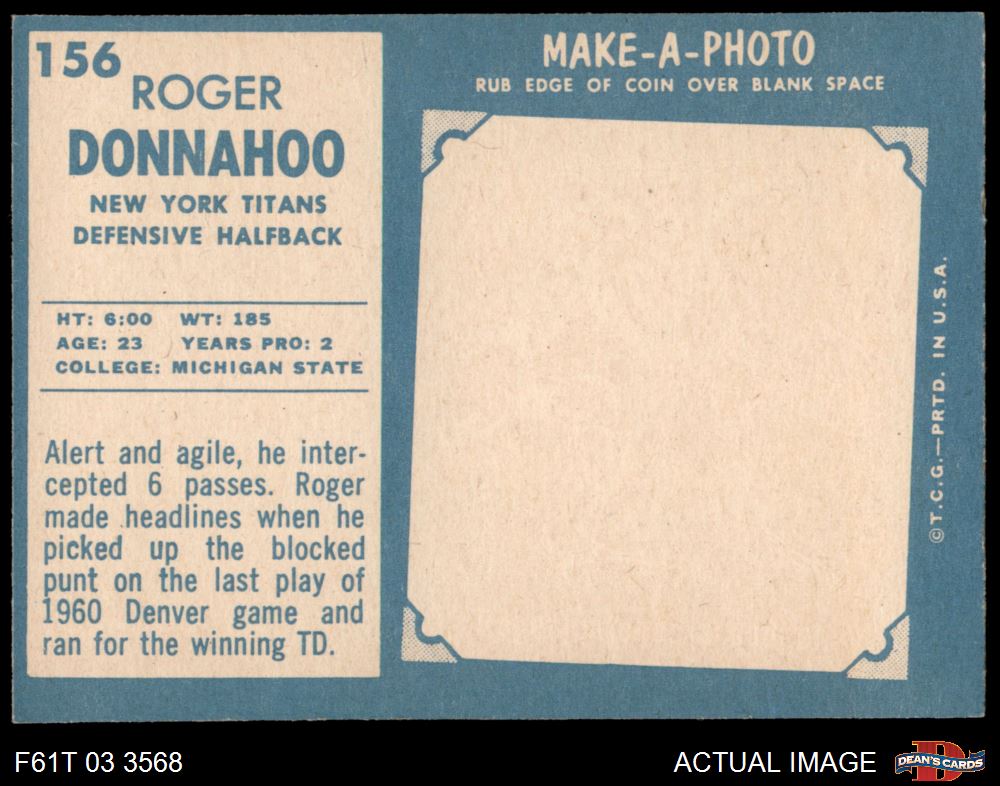 156
ROGER
DONNAHOO
NEW YORK TITANS
DEFENSIVE HALFBACK
HT: 6:00 WT: 185
AGE: 23 YEARS PRO: 2
COLLEGE: MICHIGAN STATE
Alert and agile, he inter-
cepted 6 passes. Roger
made headlines when he
picked up the blocked
punt on the last play of
1960 Denver game and
ran for the winning TD.
MAKE-A-PHOTO
RUB EDGE OF COIN OVER BLANK SPACE
©T.C.G.—PRTD. IN U.S.A.
F61T 03 3568
ACTUAL IMAGE
D
DEAN'S CARDS